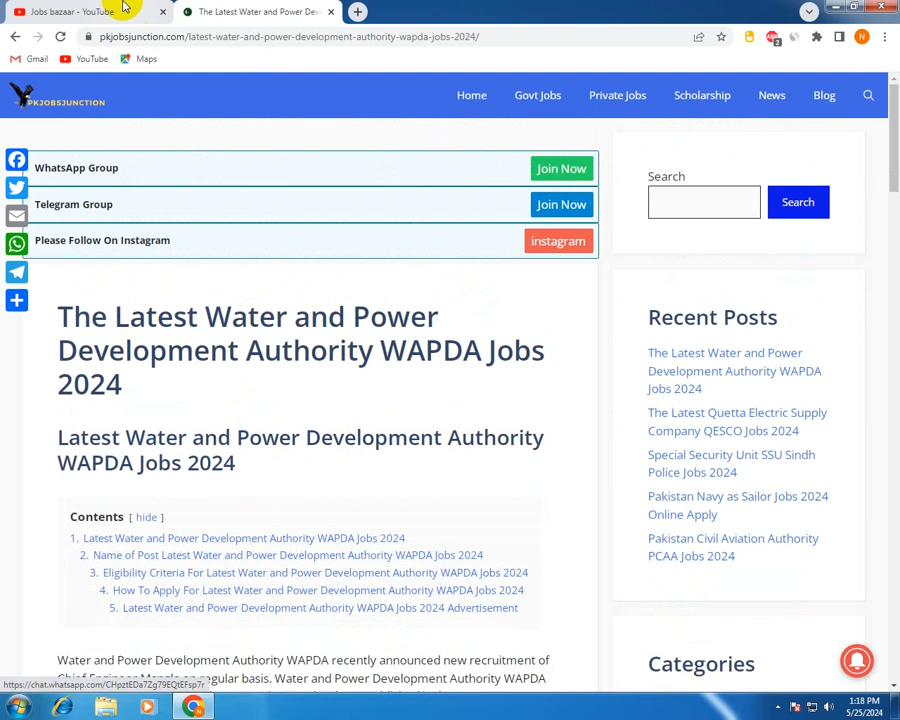 Jobs bazaar - YouTube
The Latest Water and Power Dev
pkjobsjunction.com/latest-water-and-power-development-authority-wapda-jobs-2024/
2
N
Gmail YouTube Maps
PKJOBSJUNCTION
Home Govt Jobs Private Jobs Scholarship News Blog
WhatsApp Group Join Now
Telegram Group Join Now
Please Follow On Instagram instagram
The Latest Water and Power
Development Authority WAPDA Jobs
2024
Latest Water and Power Development Authority
WAPDA Jobs 2024
Contents [ hide ]
1. Latest Water and Power Development Authority WAPDA Jobs 2024
2. Name of Post Latest Water and Power Development Authority WAPDA Jobs 2024
3. Eligibility Criteria For Latest Water and Power Development Authority WAPDA Jobs 2024
4. How To Apply For Latest Water and Power Development Authority WAPDA Jobs 2024
5. Latest Water and Power Development Authority WAPDA Jobs 2024 Advertisement
Water and Power Development Authority WAPDA recently announced new recruitment of
regular basis. Water and Power Development Authority WAPDA
Search
Search
Recent Posts
The Latest Water and Power
Development Authority WAPDA
Jobs 2024
The Latest Quetta Electric Supply
Company QESCO Jobs 2024
Special Security Unit SSU Sindh
Police Jobs 2024
Pakistan Navy as Sailor Jobs 2024
Online Apply
Pakistan Civil Aviation Authority
PCAA Jobs 2024
Categories
https://chat.whatsapp.com/CHpztEDa7Zg79EQtEFsp7r
1:18 PM
5/25/2024